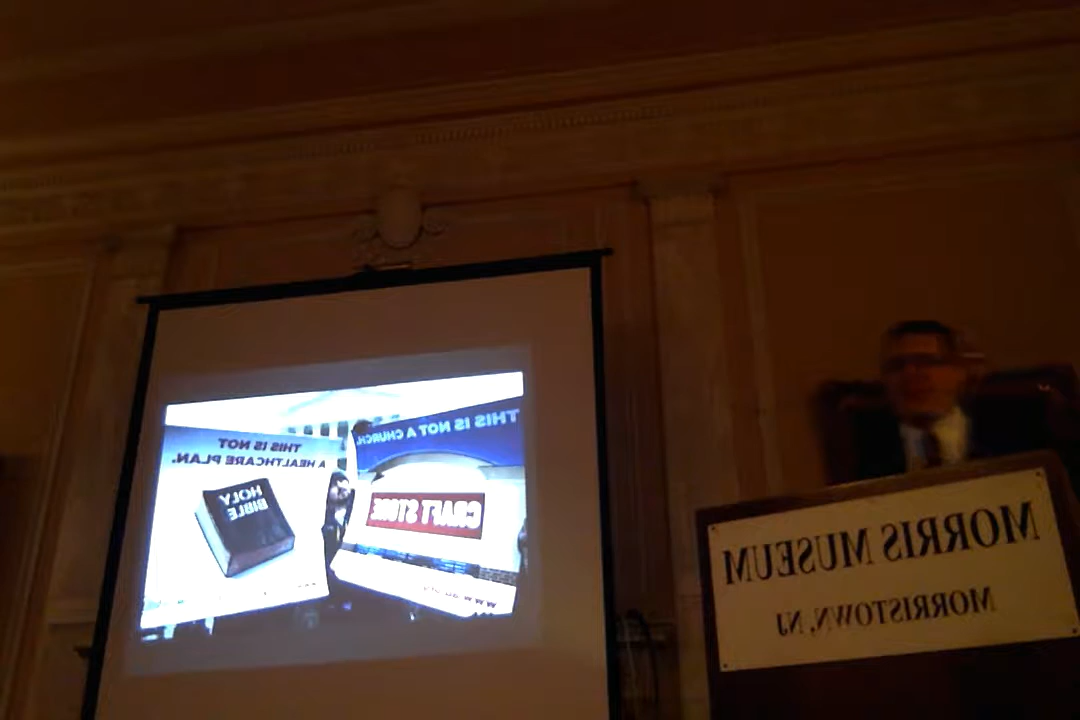 THIS IS NOT
A HEALTHCARE PLAN.
HOLY
BIBLE
THIS IS NOT A CHURCH.
CRAFT STORE
MORRIS MUSEUM
MORRISTOWN, NJ